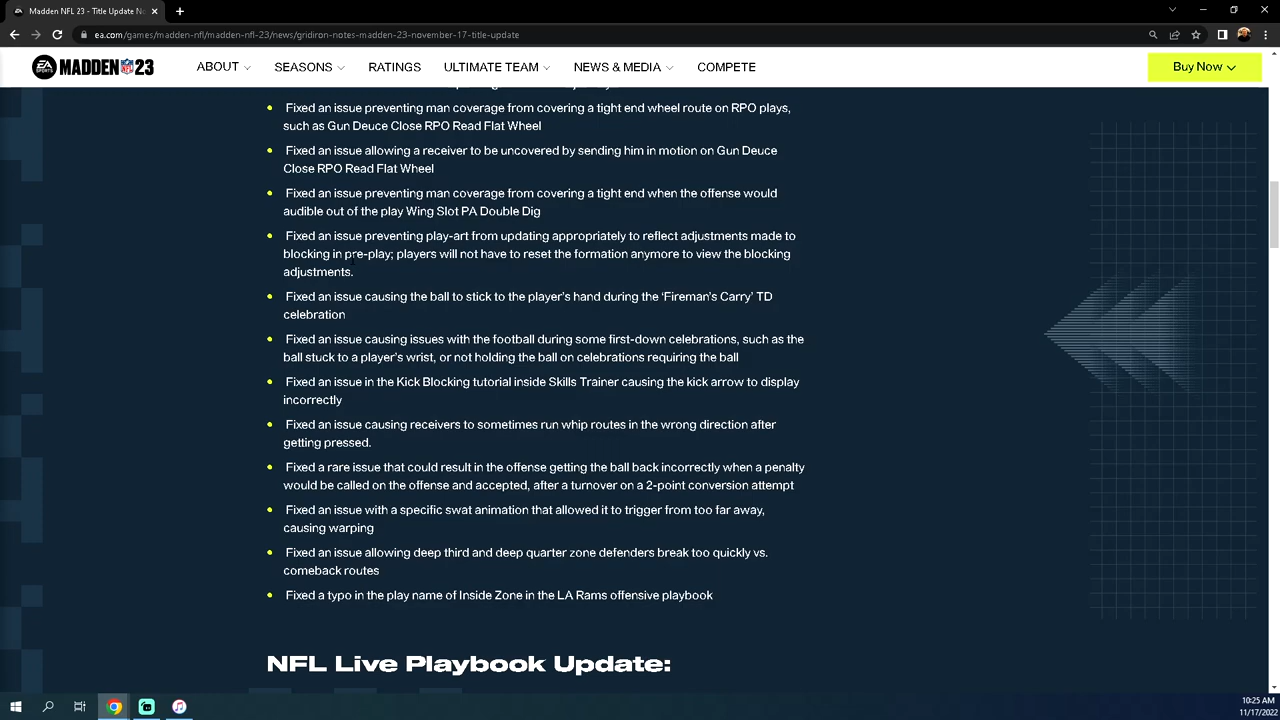 Madden NFL 23 - Title Update No
ea.com/games/madden-nfl/madden-nfl-23/news/gridiron-notes-madden-23-november-17-title-update
EA SPORTS MADDEN NFL 23
ABOUT
SEASONS
RATINGS
ULTIMATE TEAM
NEWS & MEDIA
COMPETE
Buy Now
Fixed an issue preventing man coverage from covering a tight end wheel route on RPO plays,
such as Gun Deuce Close RPO Read Flat Wheel
Fixed an issue allowing a receiver to be uncovered by sending him in motion on Gun Deuce
Close RPO Read Flat Wheel
Fixed an issue preventing man coverage from covering a tight end when the offense would
audible out of the play Wing Slot PA Double Dig
Fixed an issue preventing play-art from updating appropriately to reflect adjustments made to
blocking in pre-play; players will not have to reset the formation anymore to view the blocking
adjustments.
Fixed an issue causing the ball to stick to the player's hand during the 'Fireman's Carry' TD
celebration
Fixed an issue causing issues with the football during some first-down celebrations, such as the
ball stuck to a player's wrist, or not holding the ball on celebrations requiring the ball
Fixed an issue in the Kick Block Tutorial inside Skills Trainer causing the lane arrow to display
incorrectly
Fixed an issue causing receivers to sometimes run whip routes in the wrong direction after
getting pressed.
Fixed a rare issue that could result in the offense getting the ball back incorrectly when a penalty
would be called on the offense and accepted, after a turnover on a 2-point conversion attempt
Fixed an issue with a specific swat animation that allowed it to trigger from too far away,
causing warping
Fixed an issue allowing deep third and deep quarter zone defenders break too quickly vs.
comeback routes
Fixed a typo in the play name of Inside Zone in the LA Rams offensive playbook
NFL Live Playbook Update:
10:25 AM
11/17/2022